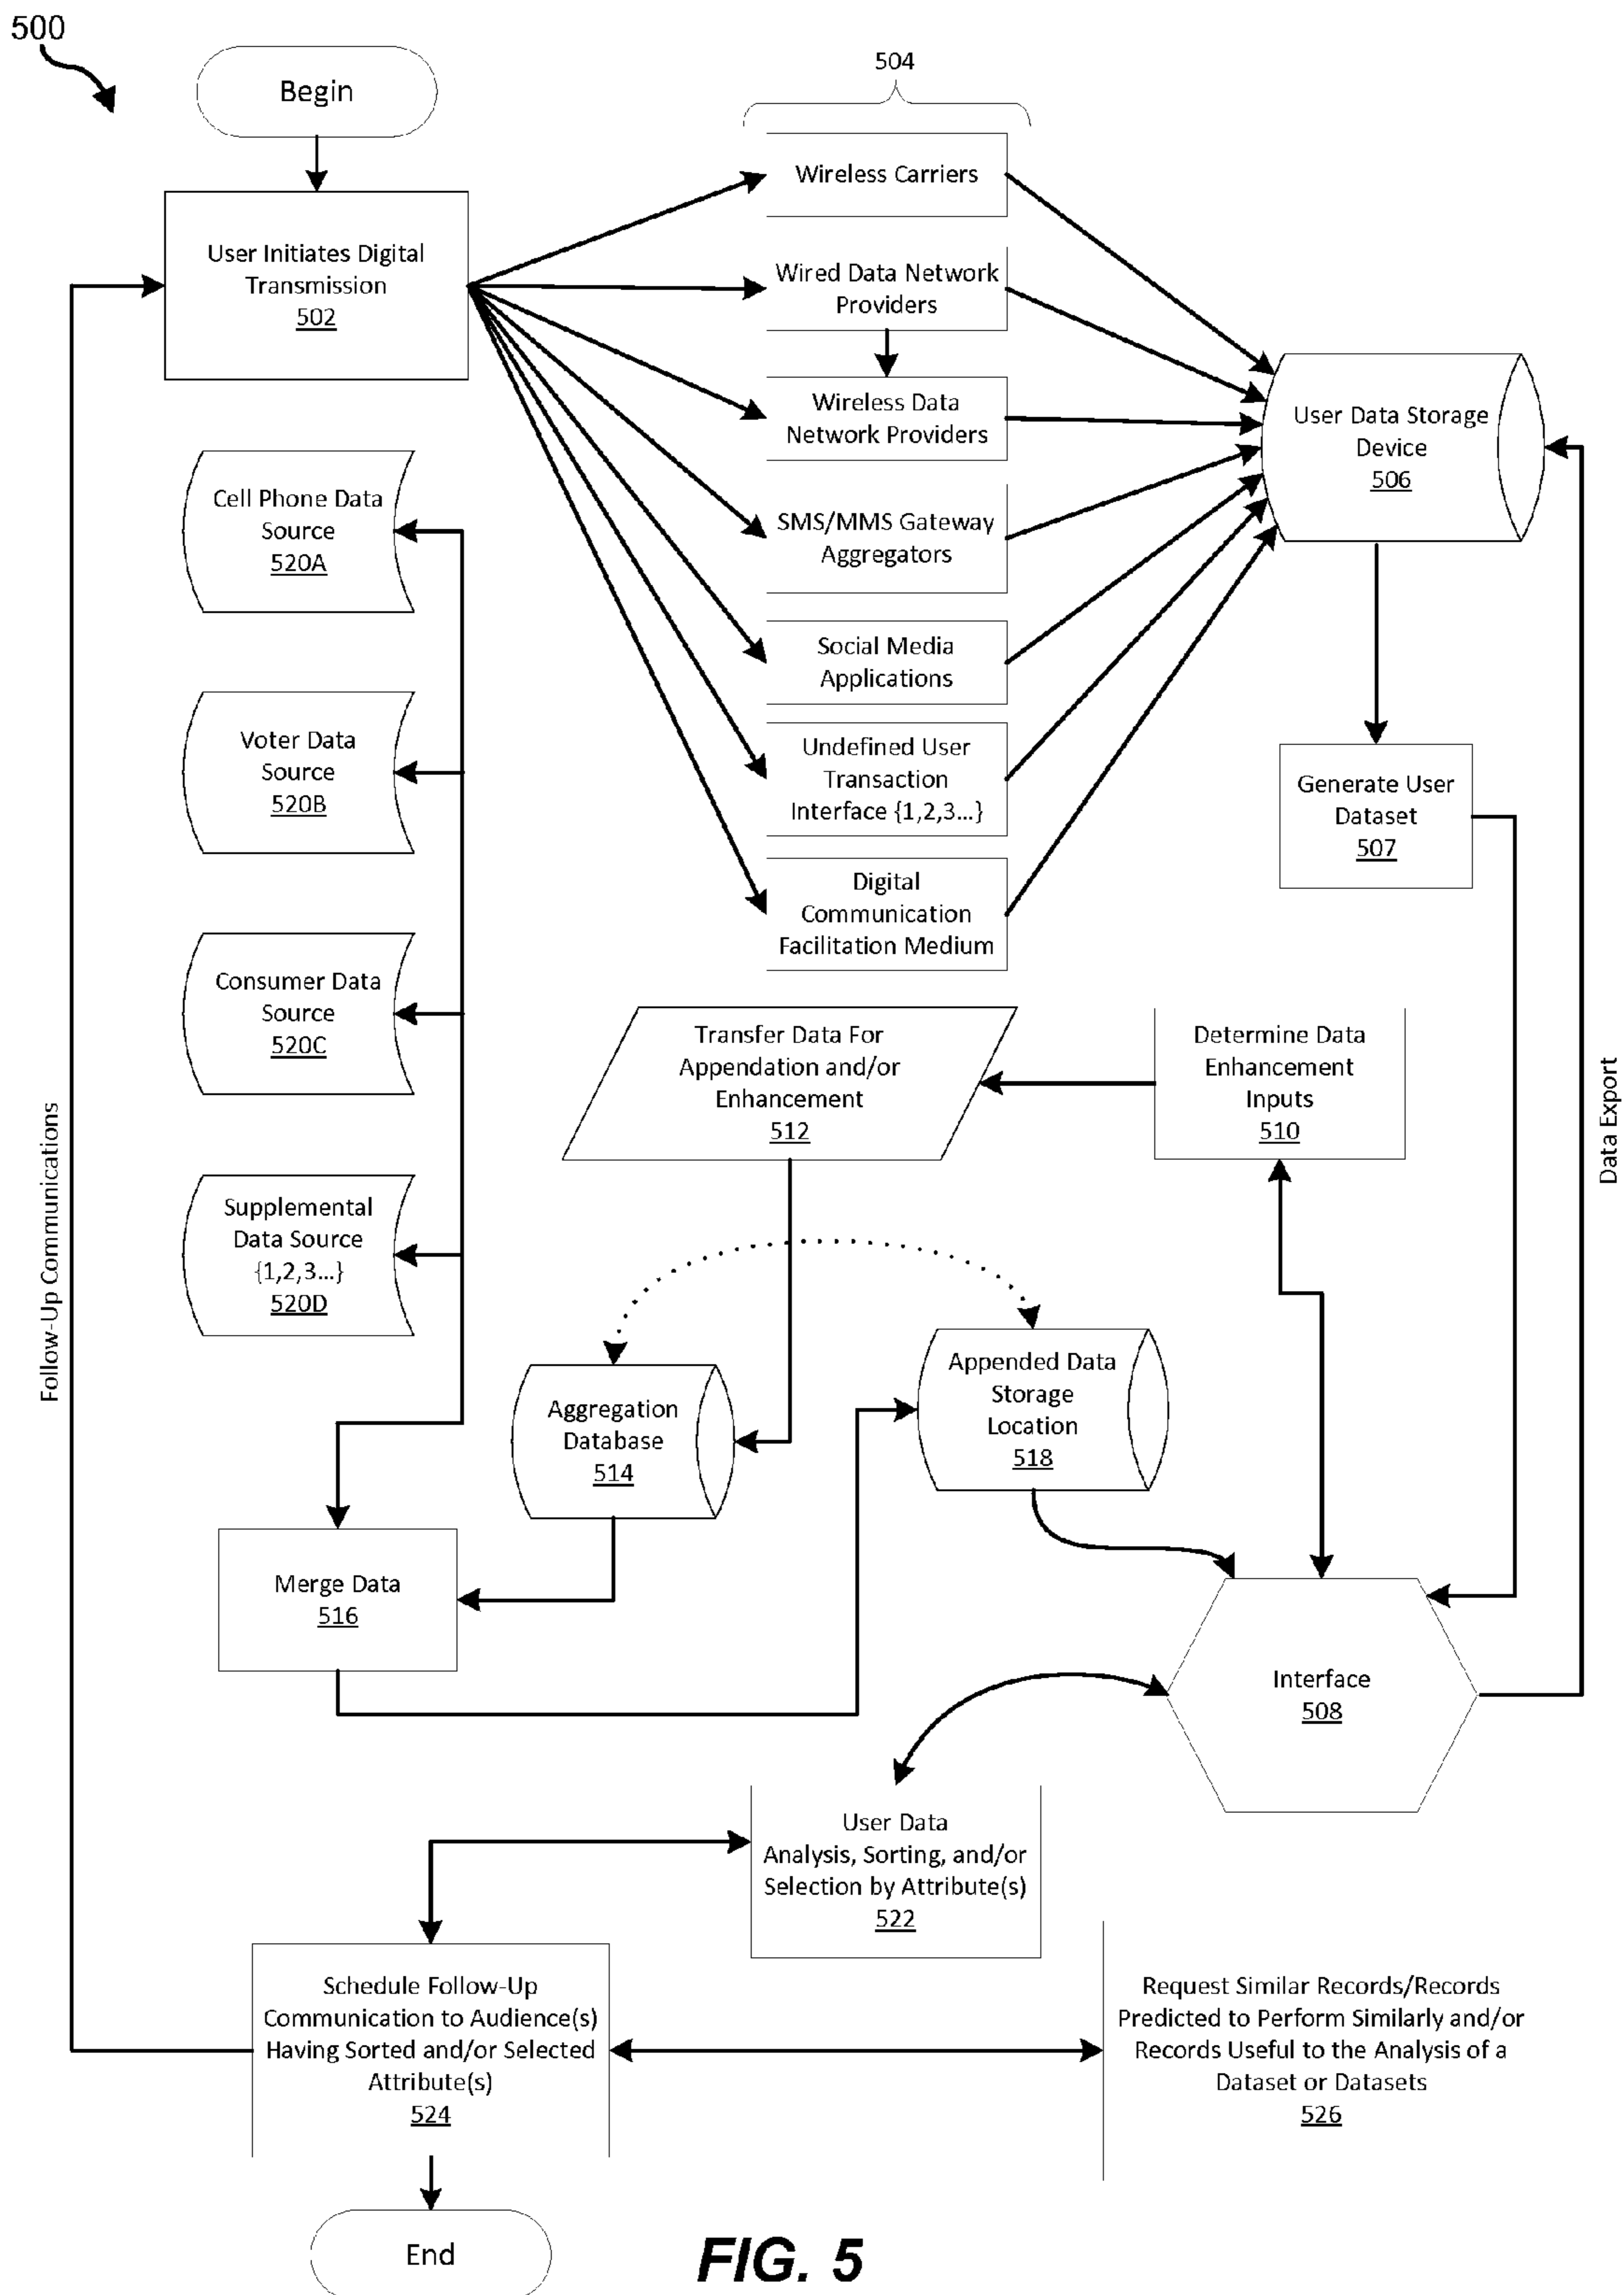 500
Begin
504
User Initiates Digital
Transmission
502
Wireless Carriers
Wired Data Network
Providers
Wireless Data
Network Providers
SMS/MMS Gateway
Aggregators
Social Media
Applications
Undefined User
Transaction
Interface {1,2,3...}
Digital
Communication
Facilitation Medium
User Data Storage
Device
506
Generate User
Dataset
507
Cell Phone Data
Source
520A
Voter Data
Source
520B
Consumer Data
Source
520C
Supplemental
Data Source
{1,2,3...}
520D
Transfer Data For
Appendation and/or
Enhancement
512
Determine Data
Enhancement
Inputs
510
Data Export
Follow-Up Communications
Aggregation
Database
514
Appended Data
Storage
Location
518
Merge Data
516
Interface
508
User Data
Analysis, Sorting, and/or
Selection by Attribute(s)
522
Schedule Follow-Up
Communication to Audience(s)
Having Sorted and/or Selected
Attribute(s)
524
Request Similar Records/Records
Predicted to Perform Similarly and/or
Records Useful to the Analysis of a
Dataset or Datasets
526
End
FIG. 5